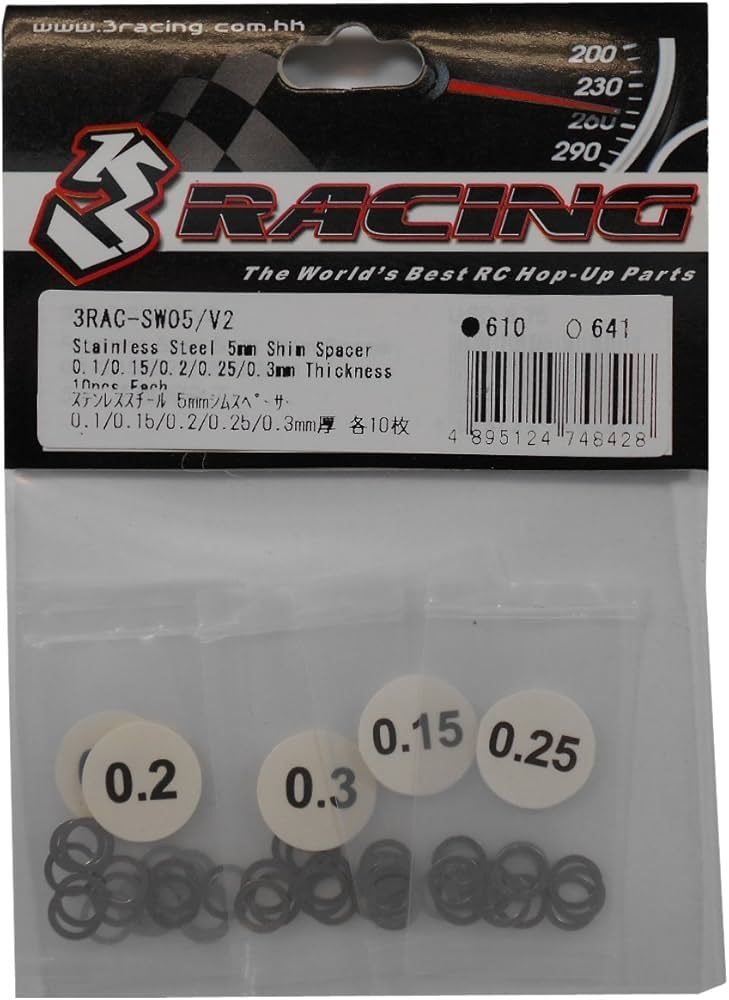 www.3racing.com.hk
200
230
260
290
3 RACING
The World's Best RC Hop-Up Parts
3RAC-SW05/V2
Stainless Steel 5mm Shim Spacer
0.1/0.15/0.2/0.25/0.3mm Thickness
10pcs Each
ステンレススチール 5mmシムスペーサー
0.1/0.15/0.2/0.25/0.3mm厚 各10枚
●610 ○641
4 895124 748428
0.2
0.3
0.15
0.25